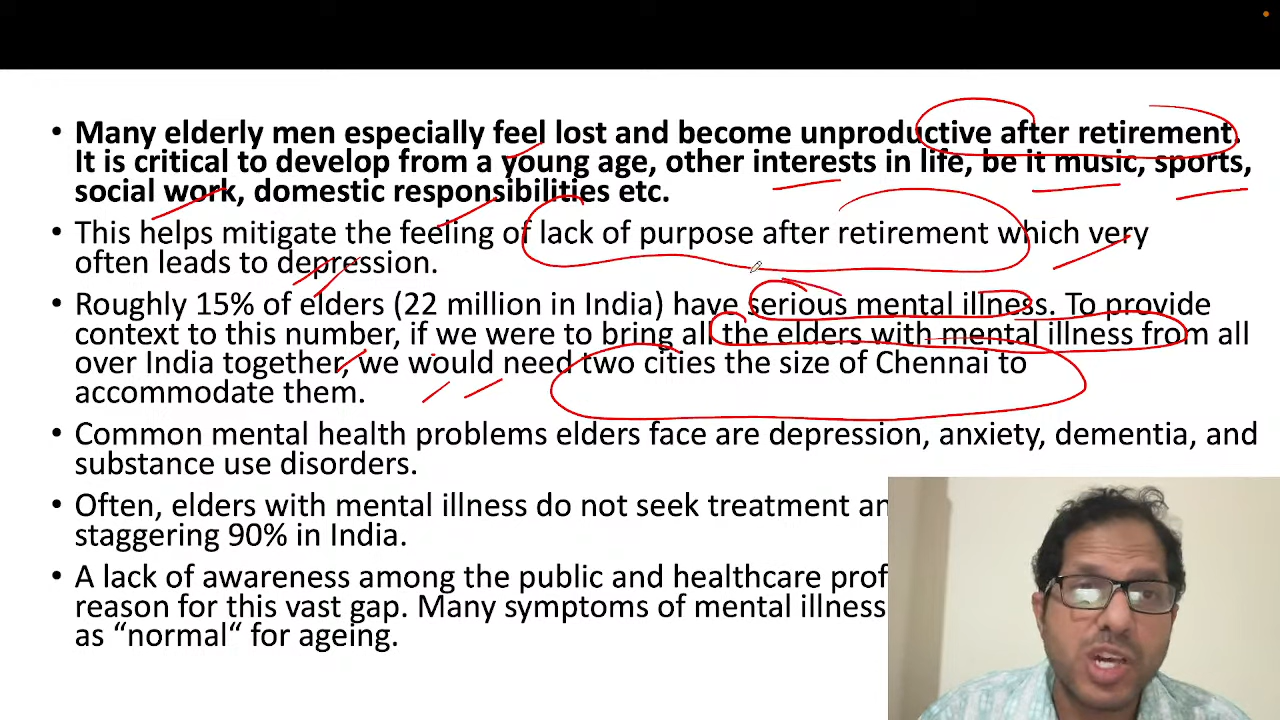 • Many elderly men especially feel lost and become unproductive after retirement.
It is critical to develop from a young age, other interests in life, be it music, sports,
social work, domestic responsibilities etc.
• This helps mitigate the feeling of lack of purpose after retirement which very
often leads to depression.
• Roughly 15% of elders (22 million in India) have serious mental illness. To provide
context to this number, if we were to bring all the elders with mental illness from all
over India together, we would need two cities the size of Chennai to
accommodate them.
• Common mental health problems elders face are depression, anxiety, dementia, and
substance use disorders.
• Often, elders with mental illness do not seek treatment an
staggering 90% in India.
• A lack of awareness among the public and healthcare prof
reason for this vast gap. Many symptoms of mental illness
as “normal“ for ageing.